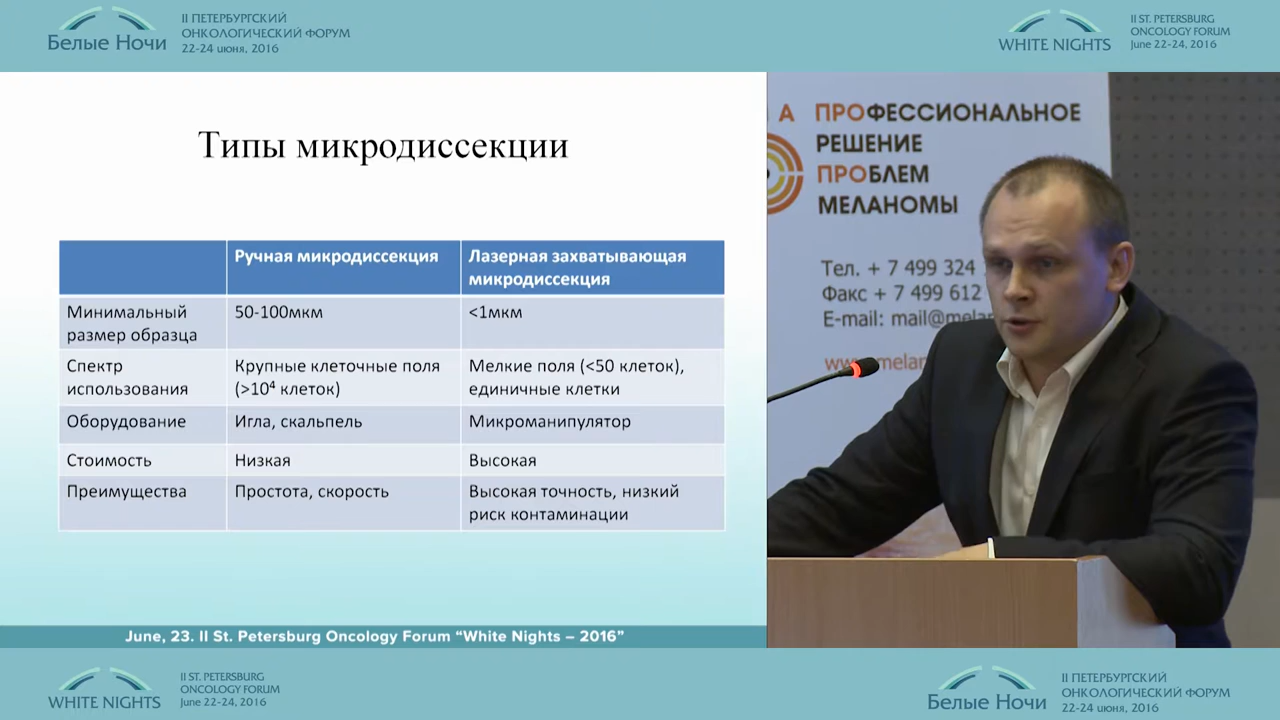 Белые Ночи
II ПЕТЕРБУРГСКИЙ
ОНКОЛОГИЧЕСКИЙ ФОРУМ
22-24 июня, 2016
WHITE NIGHTS
II ST. PETERSBURG
ONCOLOGY FORUM
June 22-24, 2016
Типы микродиссекции
Ручная микродиссекция
Лазерная захватывающая
микродиссекция
Минимальный
размер образца
50-100мкм
<1мкм
Спектр
использования
Крупные клеточные поля
(>10⁴ клеток)
Мелкие поля (<50 клеток),
единичные клетки
Оборудование
Игла, скальпель
Микроманипулятор
Стоимость
Низкая
Высокая
Преимущества
Простота, скорость
Высокая точность, низкий
риск контаминации
June, 23. II St. Petersburg Oncology Forum “White Nights – 2016”
А ПРОФЕССИОНАЛЬНОЕ
РЕШЕНИЕ
ПРОБЛЕМ
МЕЛАНОМЫ
Тел. + 7 499 324
Факс + 7 499 612
E-mail: mail@melan
WHITE NIGHTS
II ST. PETERSBURG
ONCOLOGY FORUM
June 22-24, 2016
Белые Ночи
II ПЕТЕРБУРГСКИЙ
ОНКОЛОГИЧЕСКИЙ ФОРУМ
22-24 июня, 2016